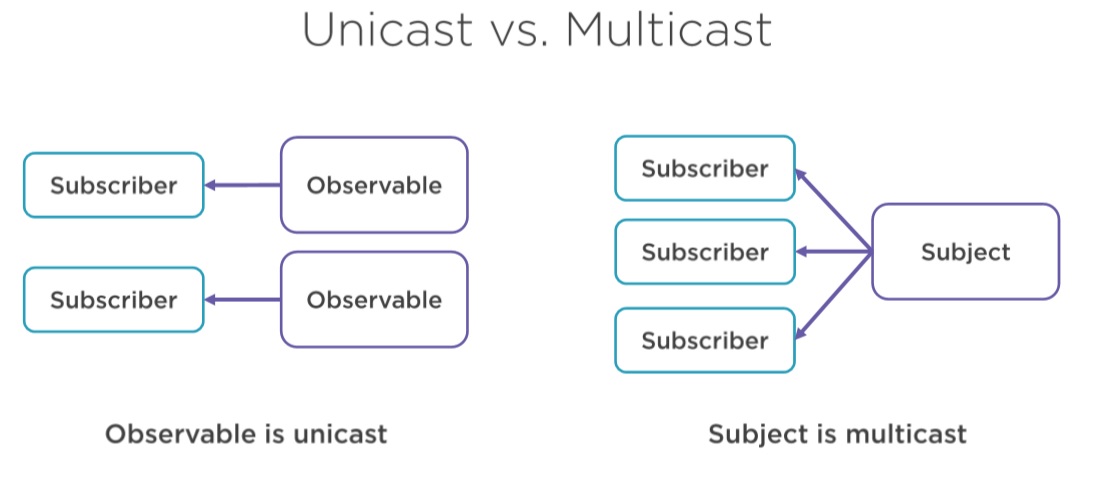 Unicast vs. Multicast
Subscriber
Observable
Subscriber
Observable
Observable is unicast
Subscriber
Subscriber
Subscriber
Subject
Subject is multicast